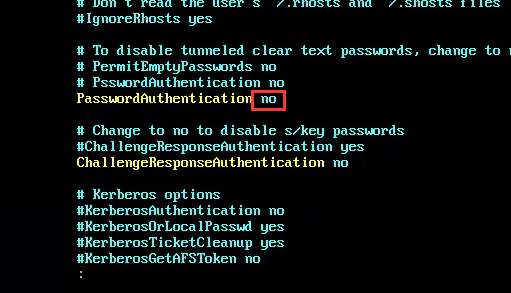 # Don't read the user's ~/.rhosts and ~/.shosts files
#IgnoreRhosts yes
# To disable tunneled clear text passwords, change to
# PermitEmptyPasswords no
# PsswordAuthentication no
PasswordAuthentication no
# Change to no to disable s/key passwords
#ChallengeResponseAuthentication yes
ChallengeResponseAuthentication no
# Kerberos options
#KerberosAuthentication no
#KerberosOrLocalPasswd yes
#KerberosTicketCleanup yes
#KerberosGetAFSToken no
: